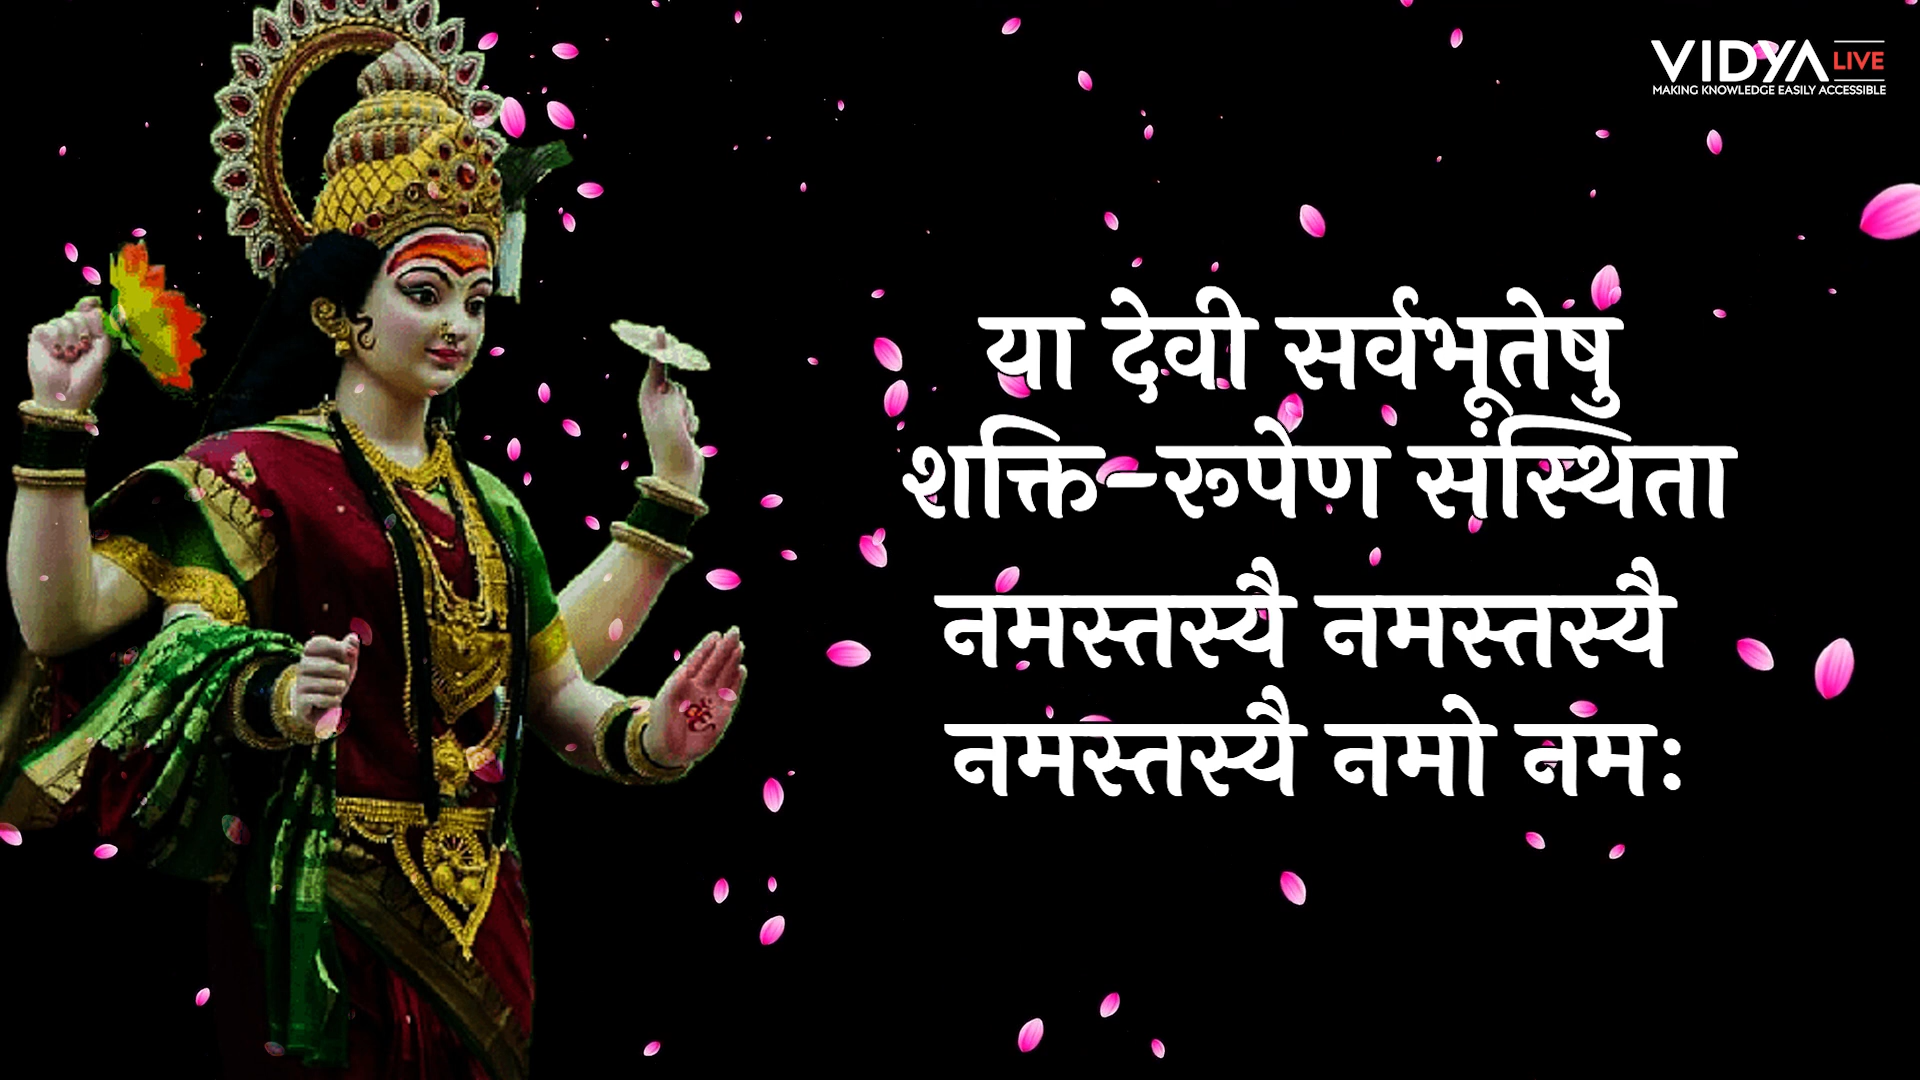 VIDYA LIVE
MAKING KNOWLEDGE EASILY ACCESSIBLE
या देवी सर्वभूतेषु
शक्ति-रूपेण संस्थिता
नमस्तस्यै नमस्तस्यै
नमस्तस्यै नमो नमः
ॐ